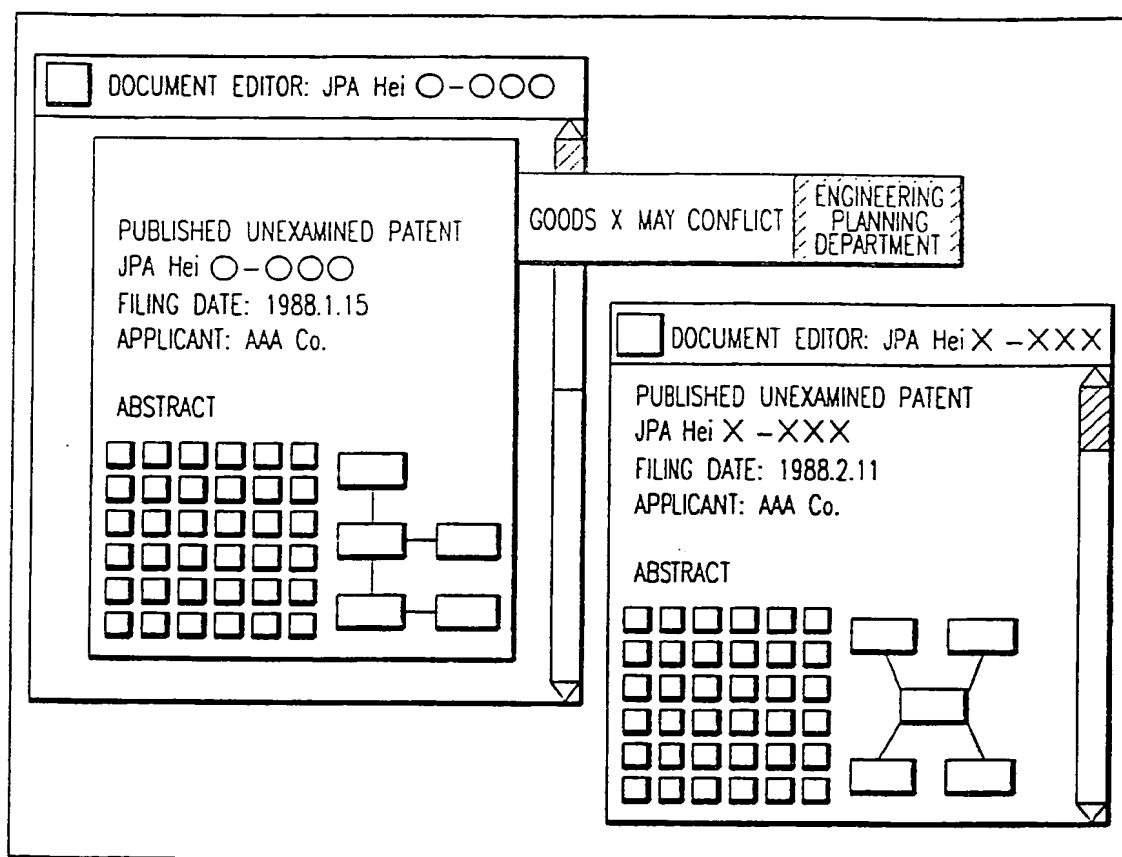 DOCUMENT EDITOR: JPA Hei ○-○○○
PUBLISHED UNEXAMINED PATENT
JPA Hei ○-○○○
FILING DATE: 1988.1.15
APPLICANT: AAA Co.
ABSTRACT
GOODS X MAY CONFLICT
ENGINEERING
PLANNING
DEPARTMENT
DOCUMENT EDITOR: JPA Hei X -XXX
PUBLISHED UNEXAMINED PATENT
JPA Hei X -XXX
FILING DATE: 1988.2.11
APPLICANT: AAA Co.
ABSTRACT